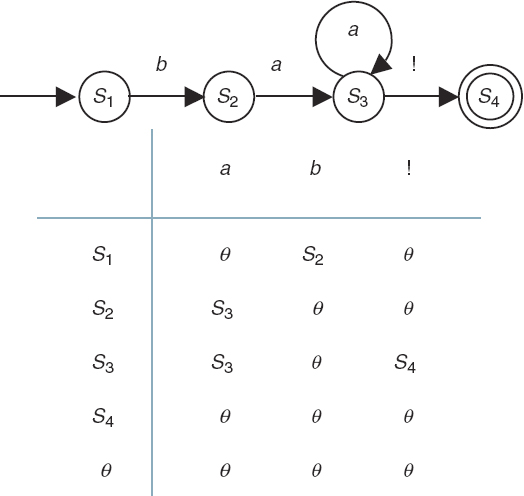 a
b a !
S1 S2 S3 S4
a b !
S1 θ S2 θ
S2 S3 θ θ
S3 S3 θ S4
S4 θ θ θ
θ θ θ θ